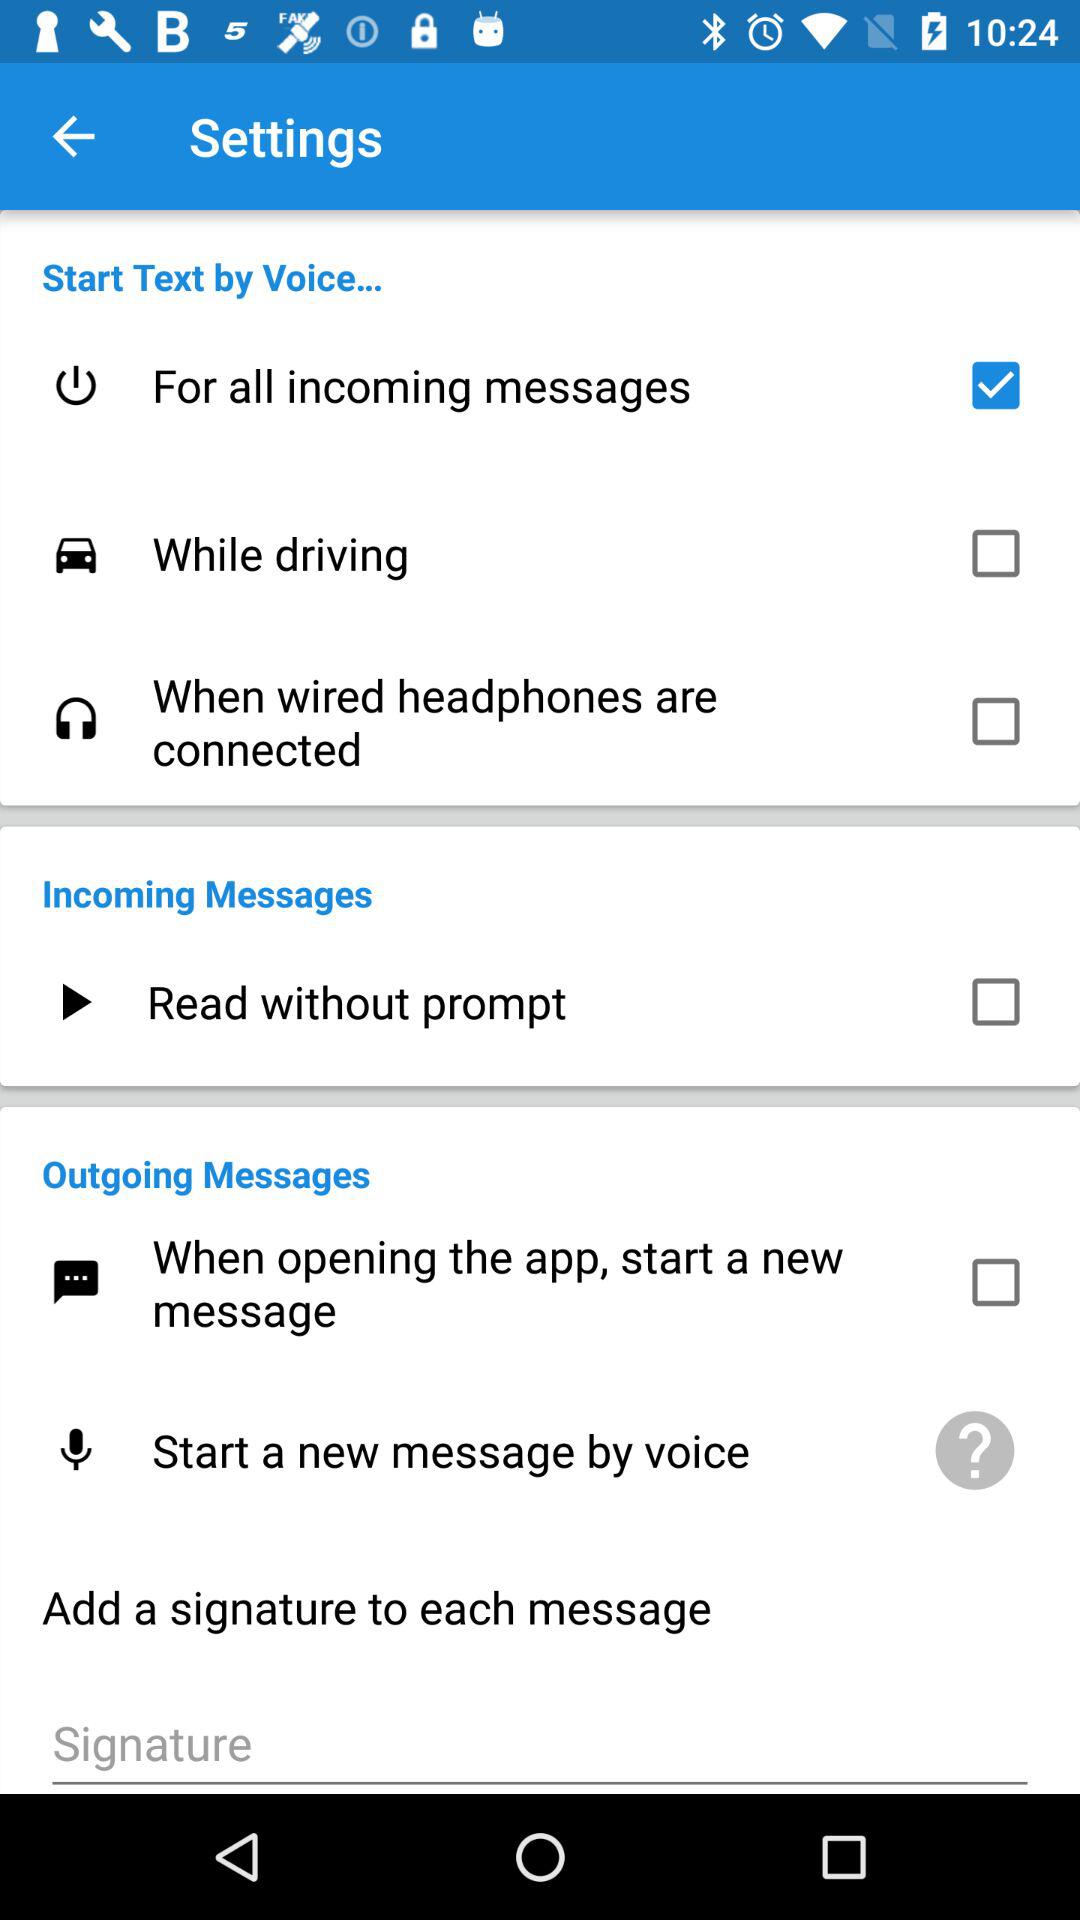 B 5 FAKE 10:24
Settings
Start Text by Voice...
For all incoming messages
While driving
When wired headphones are
connected
Incoming Messages
Read without prompt
Outgoing Messages
When opening the app, start a new
message
Start a new message by voice
?
Add a signature to each message
Signature